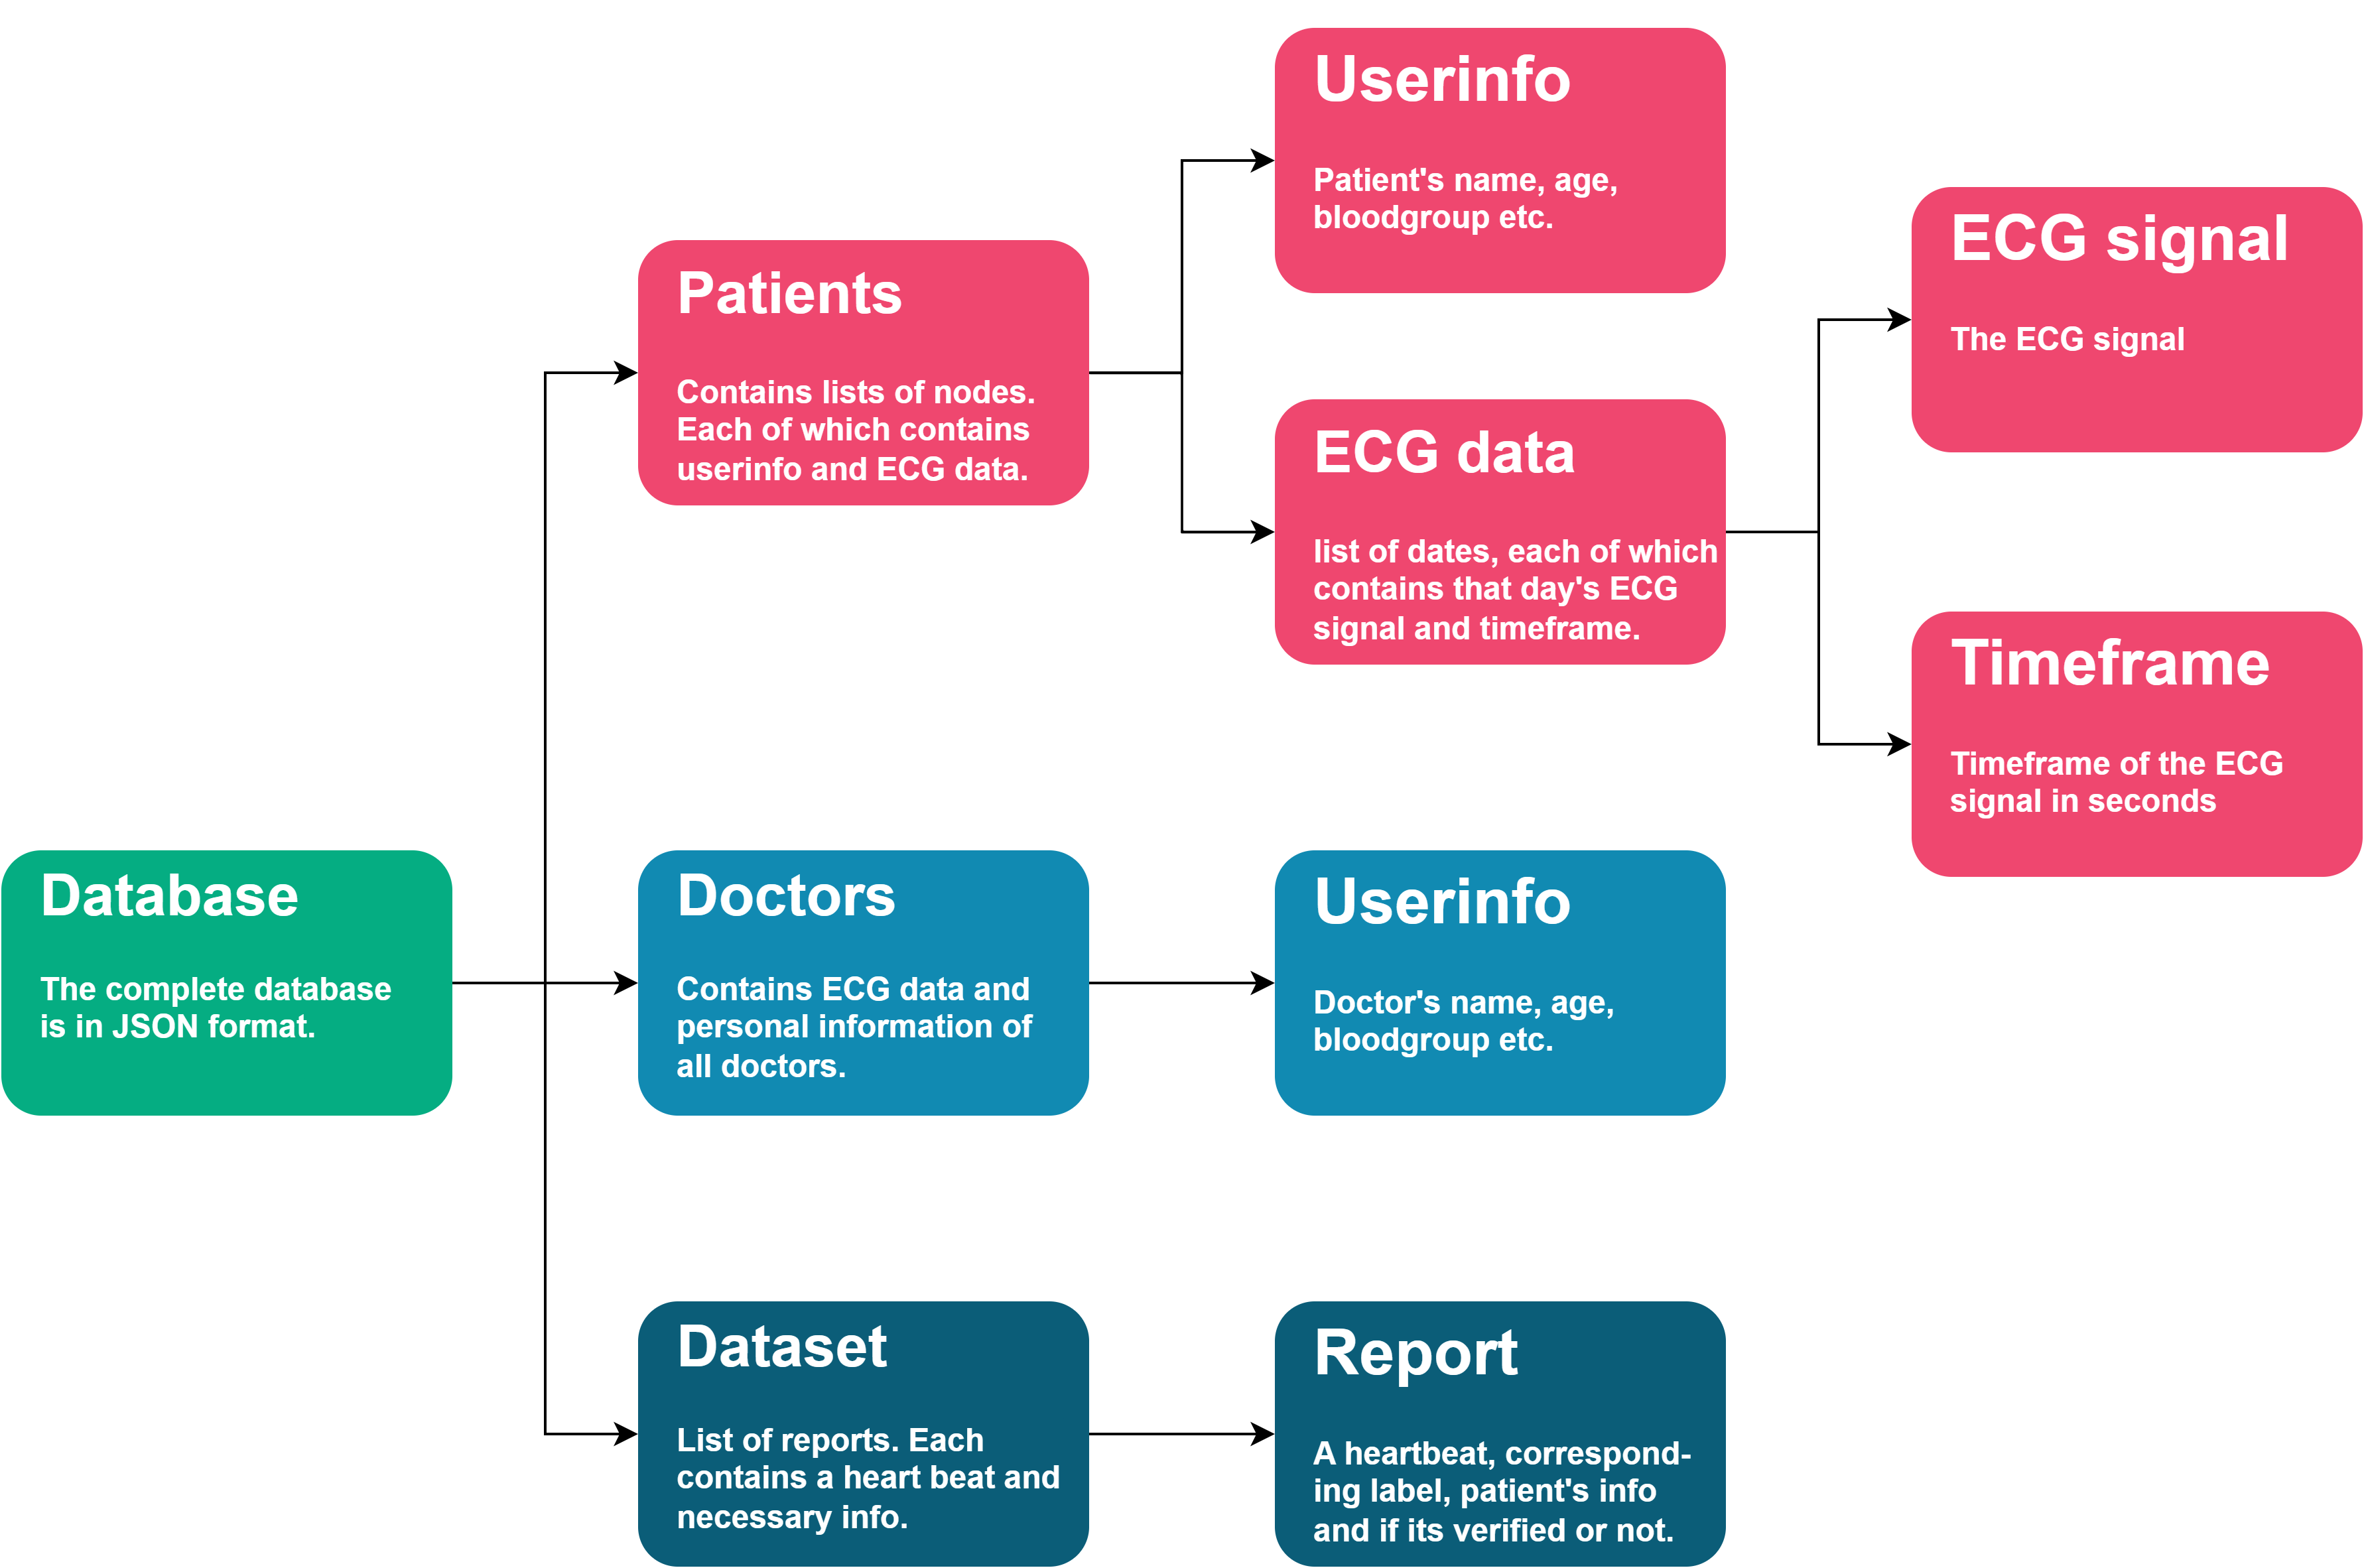 Userinfo
Patient's name, age,
bloodgroup etc.
ECG signal
The ECG signal
Patients
Contains lists of nodes.
Each of which contains
userinfo and ECG data.
ECG data
list of dates, each of which
contains that day's ECG
signal and timeframe.
Timeframe
Timeframe of the ECG
signal in seconds
Database
The complete database
is in JSON format.
Doctors
Contains ECG data and
personal information of
all doctors.
Userinfo
Doctor's name, age,
bloodgroup etc.
Dataset
List of reports. Each
contains a heart beat and
necessary info.
Report
A heartbeat, correspond-
ing label, patient's info
and if its verified or not.